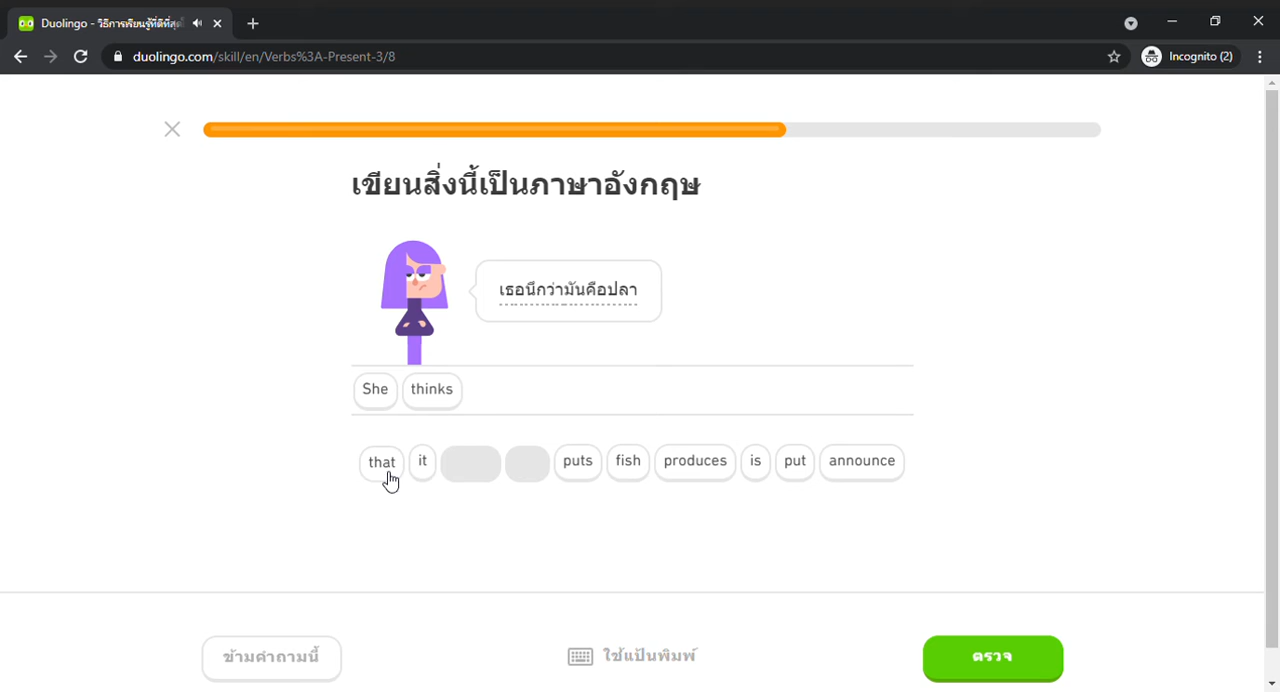 Duolingo - วิธีการเรียนรู้ที่ดีที่สุดใ
duolingo.com/skill/en/Verbs%3A-Present-3/8
Incognito (2)
เขียนสิ่งนี้เป็นภาษาอังกฤษ
เธอนึกว่ามันคือปลา
She thinks
that it puts fish produces is put announce
ข้ามคำถามนี้ ใช้แป้นพิมพ์ ตรวจ